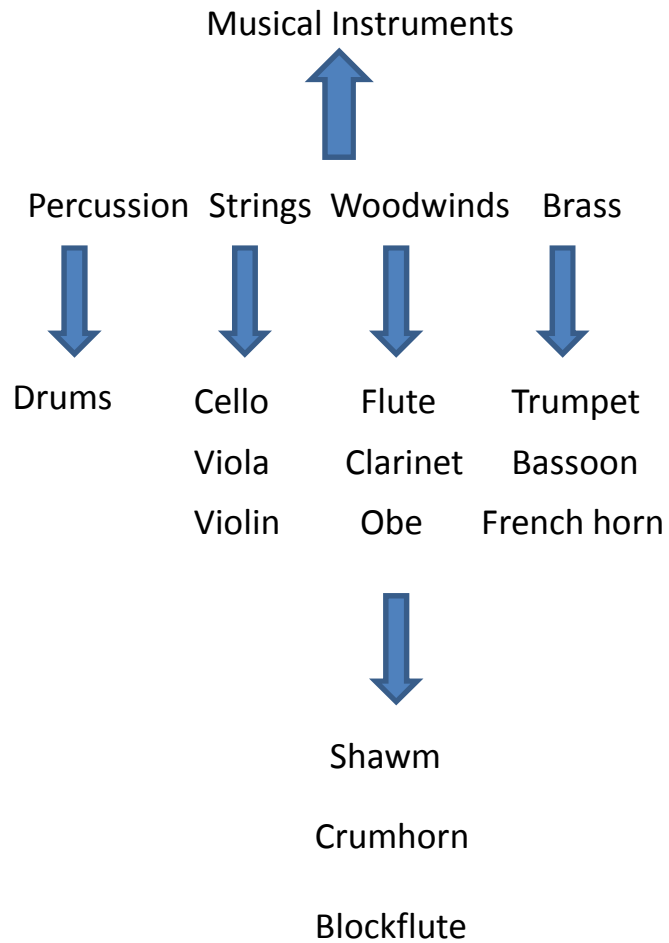 Musical Instruments
Percussion Strings Woodwinds Brass
Drums Cello Flute Trumpet
Viola Clarinet Bassoon
Violin Obe French horn
Shawm
Crumhorn
Blockflute